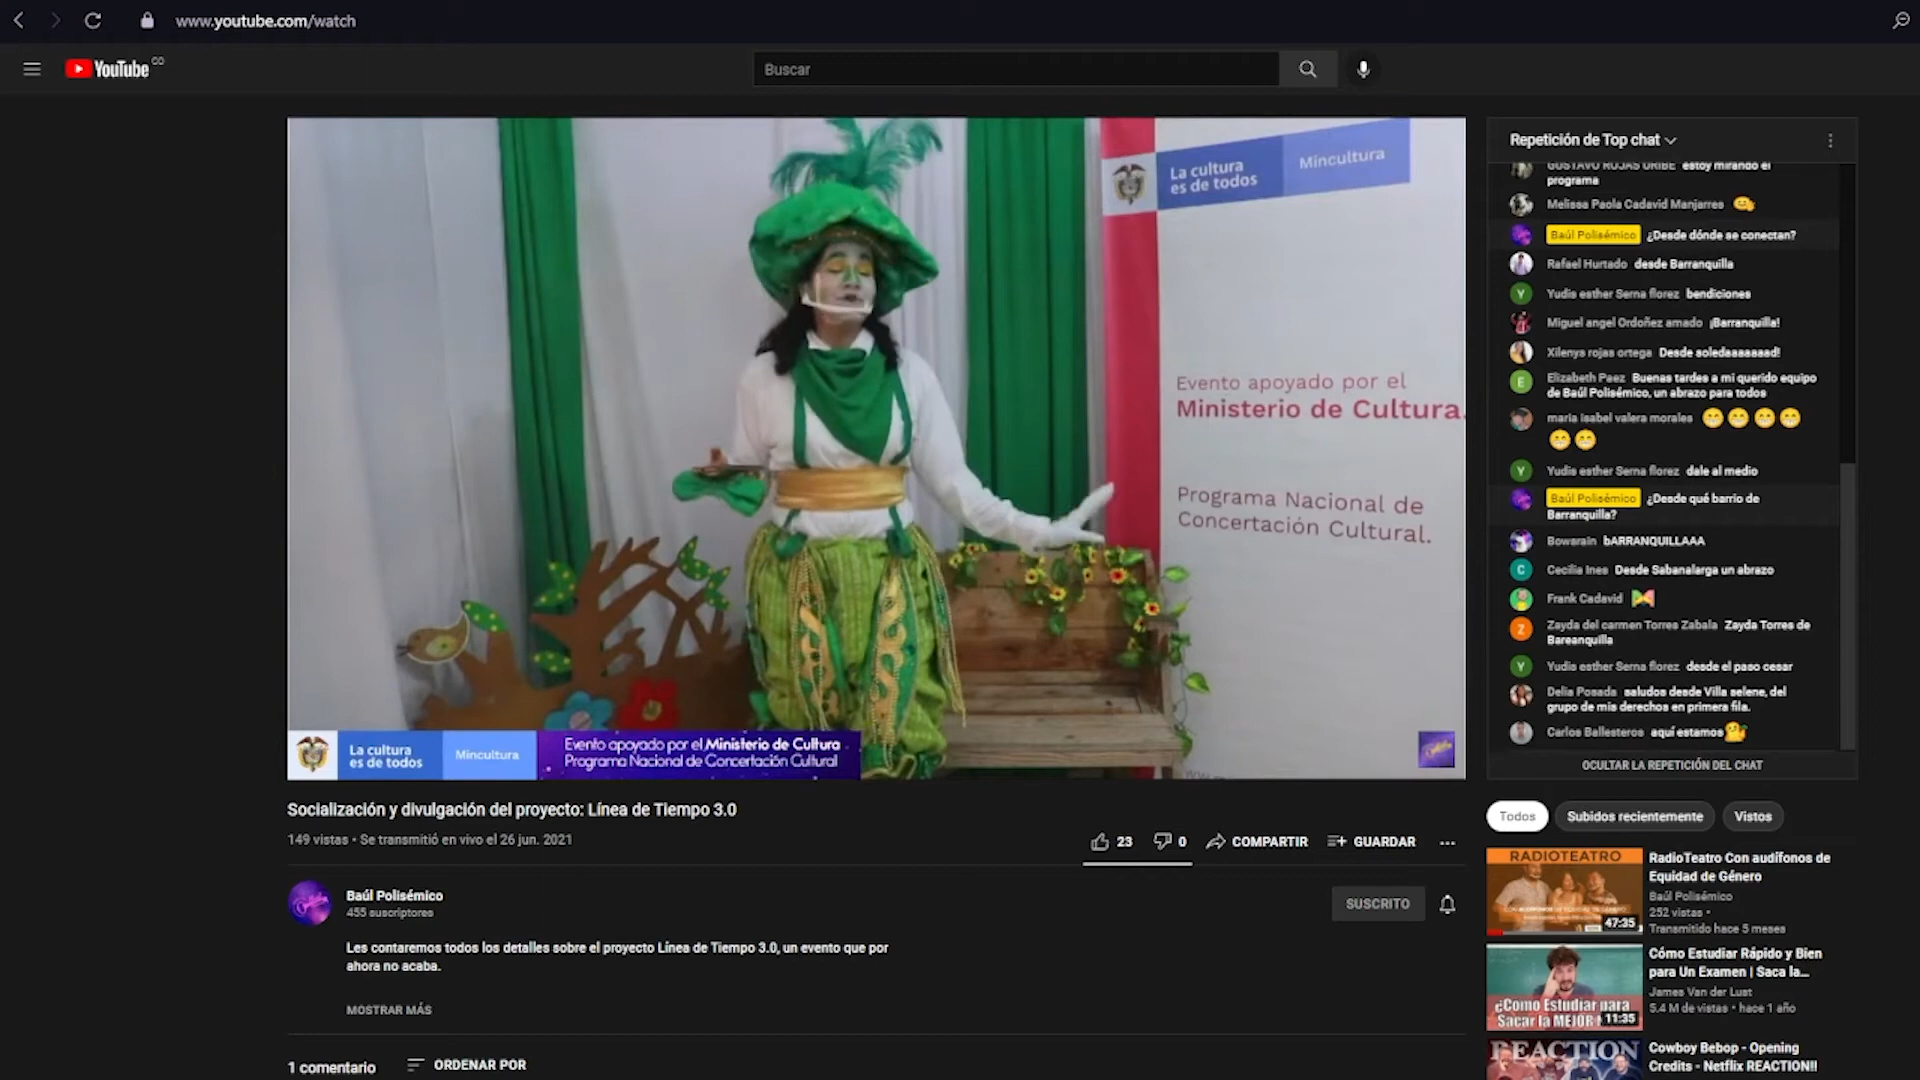 www.youtube.com/watch
YouTube CO
Buscar
La cultura
es de todos
Mincultura
Evento apoyado por el
Ministerio de Cultura.
Programa Nacional de
Concertación Cultural.
La cultura
es de todos
Mincultura
Evento apoyado por el Ministerio de Cultura
Programa Nacional de Concertación Cultural
Socialización y divulgación del proyecto: Línea de Tiempo 3.0
149 vistas • Se transmitió en vivo el 26 jun. 2021
23
0
COMPARTIR
GUARDAR
Baúl Polisémico
455 suscriptores
SUSCRITO
Les contaremos todos los detalles sobre el proyecto Línea de Tiempo 3.0, un evento que por
ahora no acaba.
MOSTRAR MÁS
1 comentario
ORDENAR POR
Repetición de Top chat
GUSTAVO ROJAS URIBE estoy mirando el
programa
Melissa Paola Cadavid Manjarres
Baúl Polisémico ¿Desde dónde se conectan?
Rafael Hurtado desde Barranquilla
Y Yudis esther Serna florez bendiciones
Miguel angel Ordoñez amado ¡Barranquilla!
Xilenys rojas ortega Desde soledaaaaaaad!
E Elizabeth Paez Buenas tardes a mi querido equipo
de Baúl Polisémico, un abrazo para todos
maria isabel valera morales
Y Yudis esther Serna florez dale al medio
Baúl Polisémico ¿Desde qué barrio de
Barranquilla?
Bowsrain bARRANQUILLAAA
C Cecilia Ines Desde Sabanalarga un abrazo
Frank Cadavid
Z Zayda del carmen Torres Zabala Zayda Torres de
Bareanquilla
Y Yudis esther Serna florez desde el paso cesar
Delia Posada saludos desde Villa selene, del
grupo de mis derechos en primera fila.
Carlos Ballesteros aquí estamos
OCULTAR LA REPETICIÓN DEL CHAT
Todos
Subidos recientemente
Vistos
RADIOTEATRO
47:35
RadioTeatro Con audífonos de
Equidad de Género
Baúl Polisémico
252 vistas •
Transmitido hace 5 meses
¿Como Estudiar para
Sacar la MEJOR
11:35
Cómo Estudiar Rápido y Bien
para Un Examen | Saca la...
James Van der Lust
5.4 M de vistas • hace 1 año
REACTION
Cowboy Bebop - Opening
Credits - Netflix REACTION!!